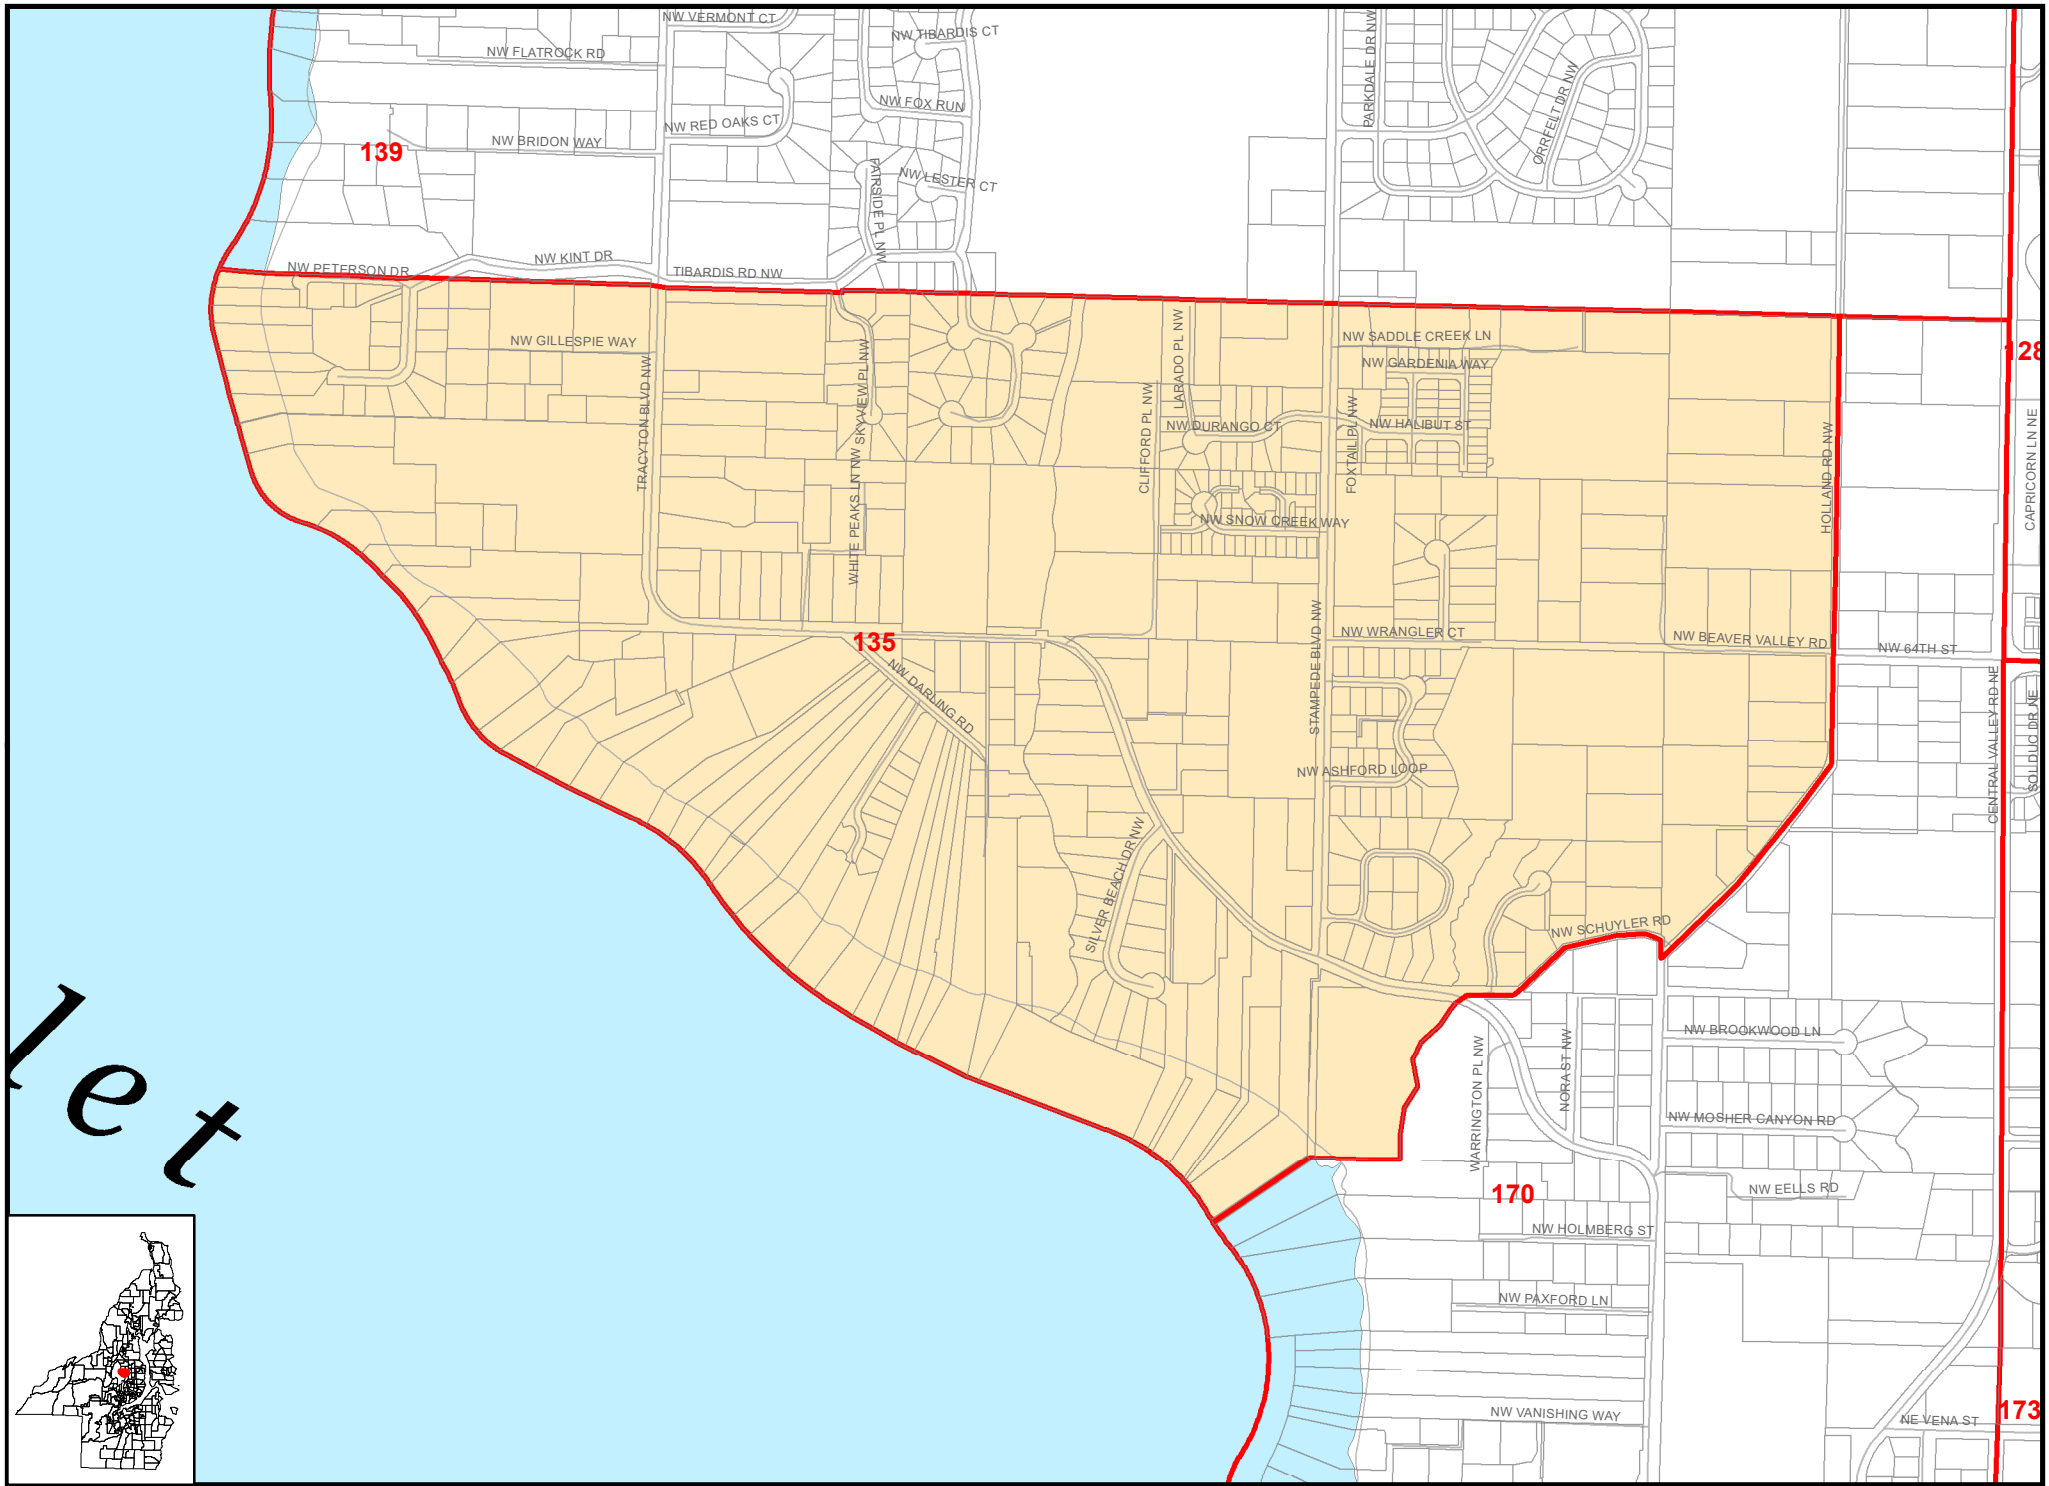 NW VERMONT CT
NW TIBARDIS CT
NW FLATROCK RD
PARKDALE DR NW
ORRFELT DR NW
NW FOX RUN
NW RED OAKS CT
NW BRIDON WAY
139
FAIRSIDE PL NW
NW LESTER CT
NW KINT DR
NW PETERSON DR
TIBARDIS RD NW
NW GILLESPIE WAY
LARADO PL NW
NW SADDLE CREEK LN
NW GARDENIA WAY
128
TRACYTON BLVD NW
NW SKYVIEW PL NW
WHITE PEAKS LN NW
CLIFFORD PL NW
NW DURANGO CT
FOXTAIL PL NW
NW HALIBUT ST
HOLLAND RD NW
CAPRICORN LN NE
NW SNOW CREEK WAY
135
STAMPEDE BLVD NW
NW WRANGLER CT
NW BEAVER VALLEY RD
NW 64TH ST
NW DARLING RD
CENTRAL VALLEY RD NE
SOLDUC DR NE
NW ASHFORD LOOP
SILVER BEACH DR NW
NW SCHUYLER RD
let
NW BROOKWOOD LN
WARRINGTON PL NW
NORA ST NW
NW MOSHER CANYON RD
170
NW EELLS RD
NW HOLMBERG ST
NW PAXFORD LN
NW VANISHING WAY
NE VENA ST
173